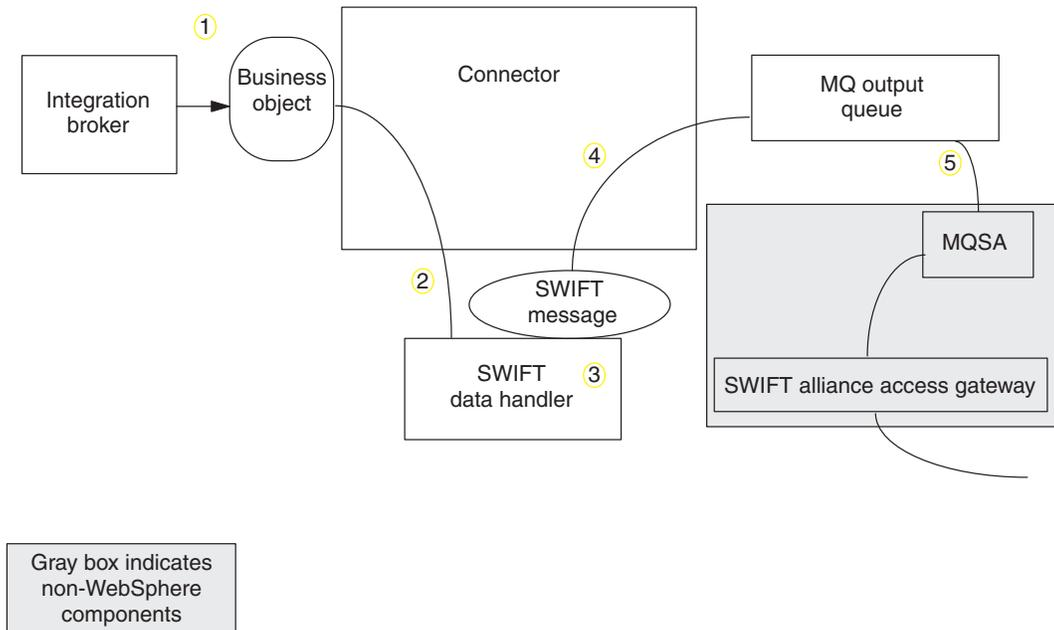 1
Integration
broker
Business
object
Connector
MQ output
queue
4
5
MQSA
2
SWIFT
message
SWIFT
data handler
3
SWIFT alliance access gateway
Gray box indicates
non-WebSphere
components